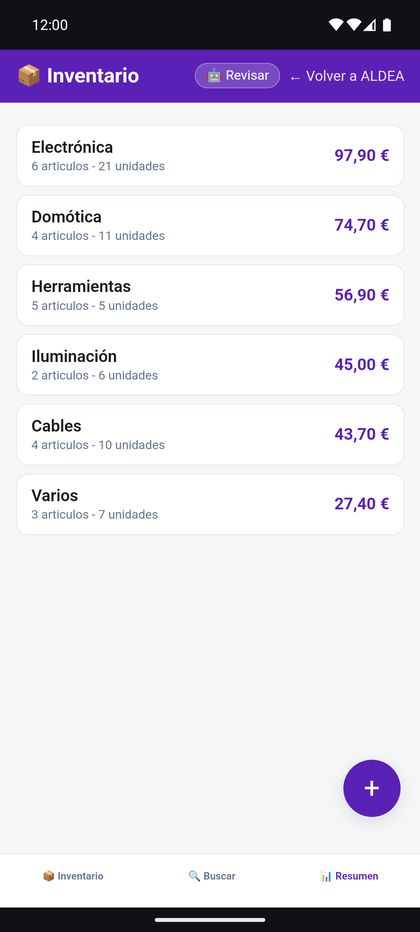 12:00
📦 Inventario
🤖 Revisar
← Volver a ALDEA
Electrónica
6 articulos - 21 unidades
97,90 €
Domótica
4 articulos - 11 unidades
74,70 €
Herramientas
5 articulos - 5 unidades
56,90 €
Iluminación
2 articulos - 6 unidades
45,00 €
Cables
4 articulos - 10 unidades
43,70 €
Varios
3 articulos - 7 unidades
27,40 €
+
📦 Inventario
🔍 Buscar
📊 Resumen